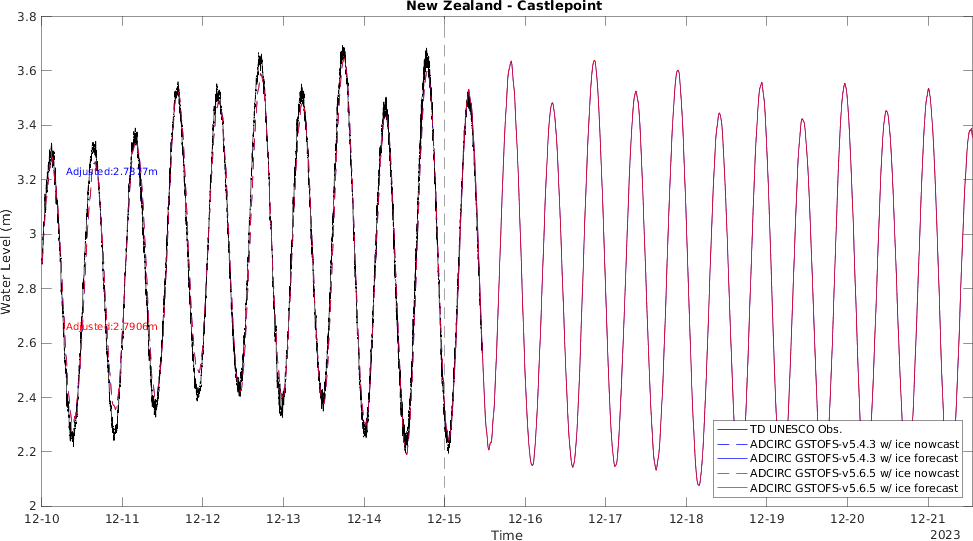 New Zealand - Castlepoint
Water Level (m)
3.8
3.6
3.4
3.2
3
2.8
2.6
2.4
2.2
2
Adjusted:2.7877m
Adjusted:2.7906m
TD UNESCO Obs.
ADCIRC GSTOFS-v5.4.3 w/ ice nowcast
ADCIRC GSTOFS-v5.4.3 w/ ice forecast
ADCIRC GSTOFS-v5.6.5 w/ ice nowcast
ADCIRC GSTOFS-v5.6.5 w/ ice forecast
12-10 12-11 12-12 12-13 12-14 12-15 12-16 12-17 12-18 12-19 12-20 12-21
2023
Time